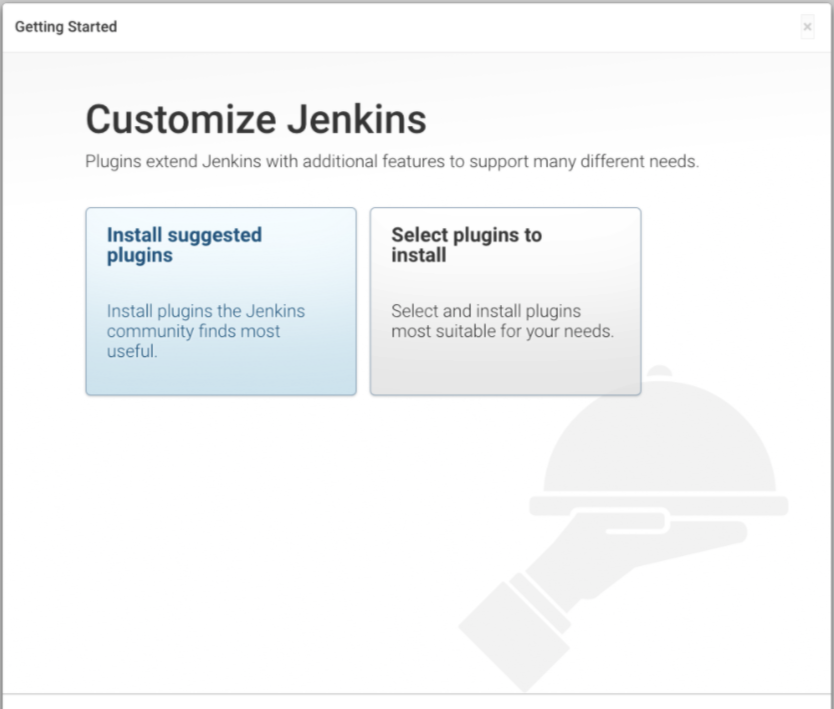 Getting Started
×
Customize Jenkins
Plugins extend Jenkins with additional features to support many different needs.
Install suggested
plugins
Install plugins the Jenkins
community finds most
useful.
Select plugins to
install
Select and install plugins
most suitable for your needs.